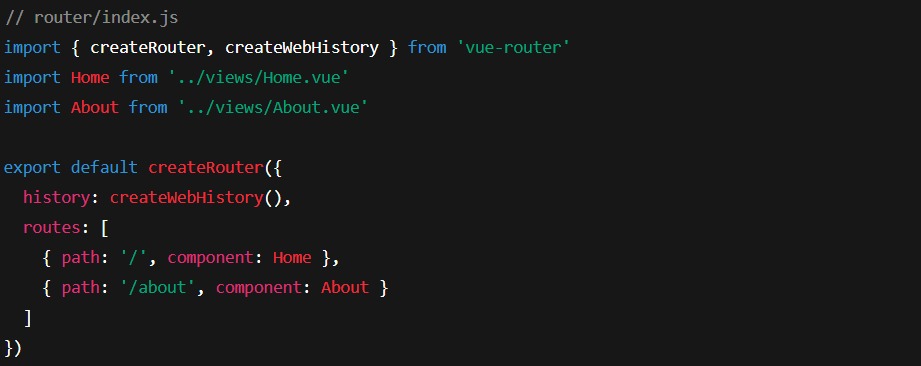 // router/index.js
import { createRouter, createWebHistory } from 'vue-router'
import Home from '../views/Home.vue'
import About from '../views/About.vue'

export default createRouter({
  history: createWebHistory(),
  routes: [
    { path: '/', component: Home },
    { path: '/about', component: About }
  ]
})